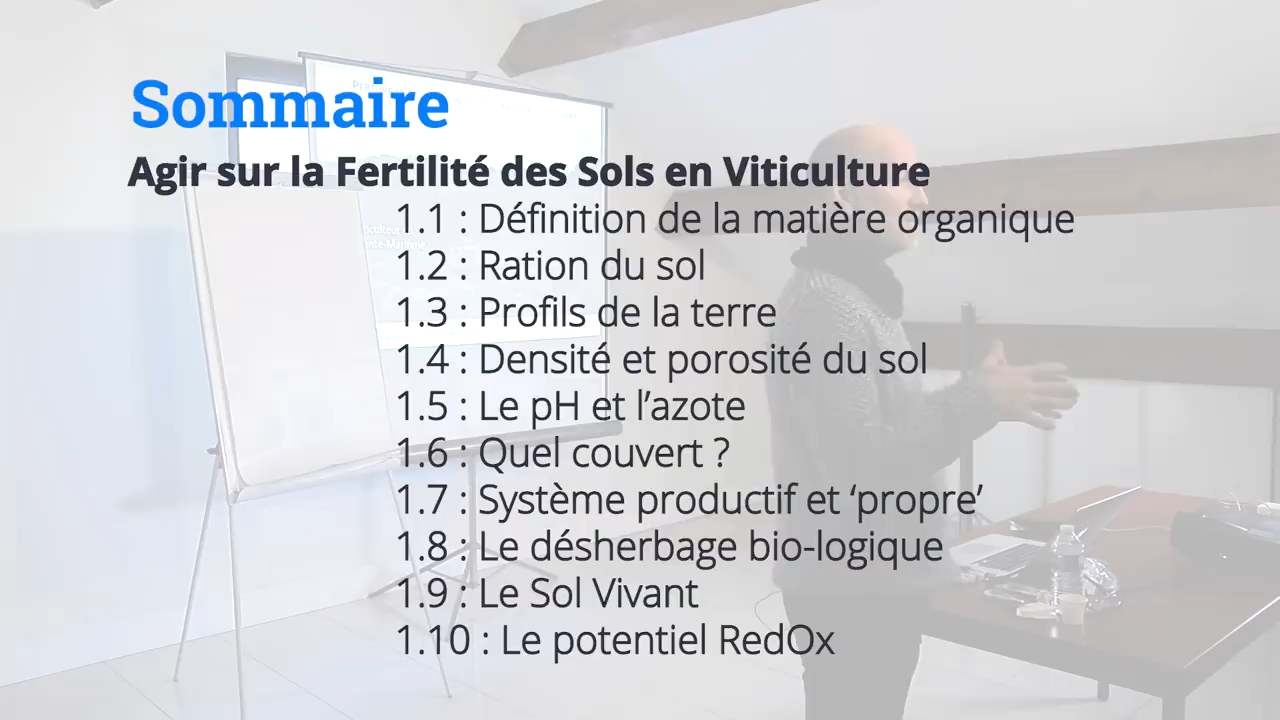 Sommaire
Agir sur la Fertilité des Sols en Viticulture
1.1 : Définition de la matière organique
1.2 : Ration du sol
1.3 : Profils de la terre
1.4 : Densité et porosité du sol
1.5 : Le pH et l’azote
1.6 : Quel couvert ?
1.7 : Système productif et ‘propre’
1.8 : Le désherbage bio-logique
1.9 : Le Sol Vivant
1.10 : Le potentiel RedOx